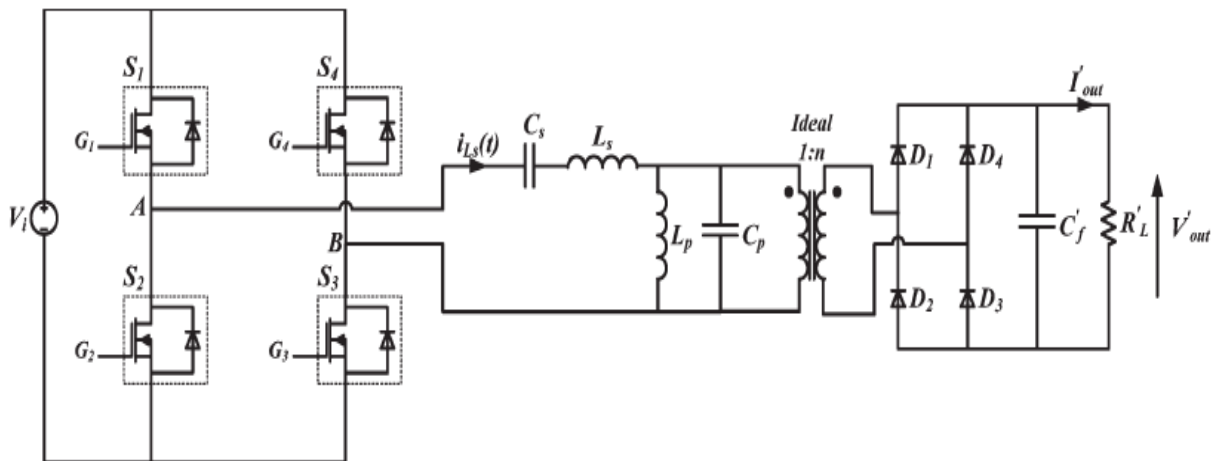 S1
S4
G1
G4
iLs(t)
Cs
Ls
Ideal
1:n
I'out
D1
D4
Vi
A
B
Lp
Cp
C'f
R'L
V'out
S2
S3
G2
G3
D2
D3